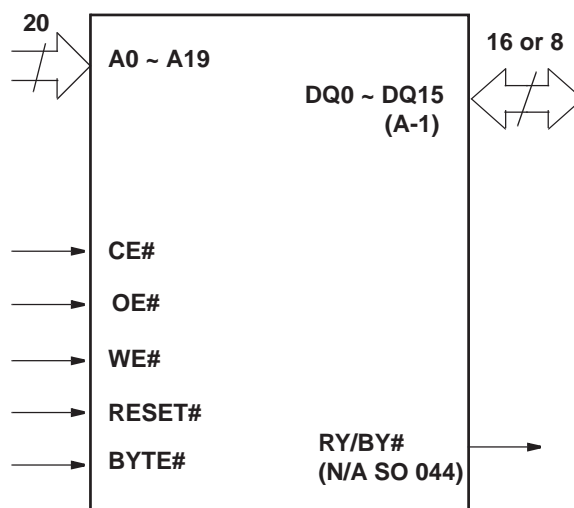 20
A0 ~ A19
16 or 8
DQ0 ~ DQ15
(A-1)
CE#
OE#
WE#
RESET#
BYTE#
RY/BY#
(N/A SO 044)